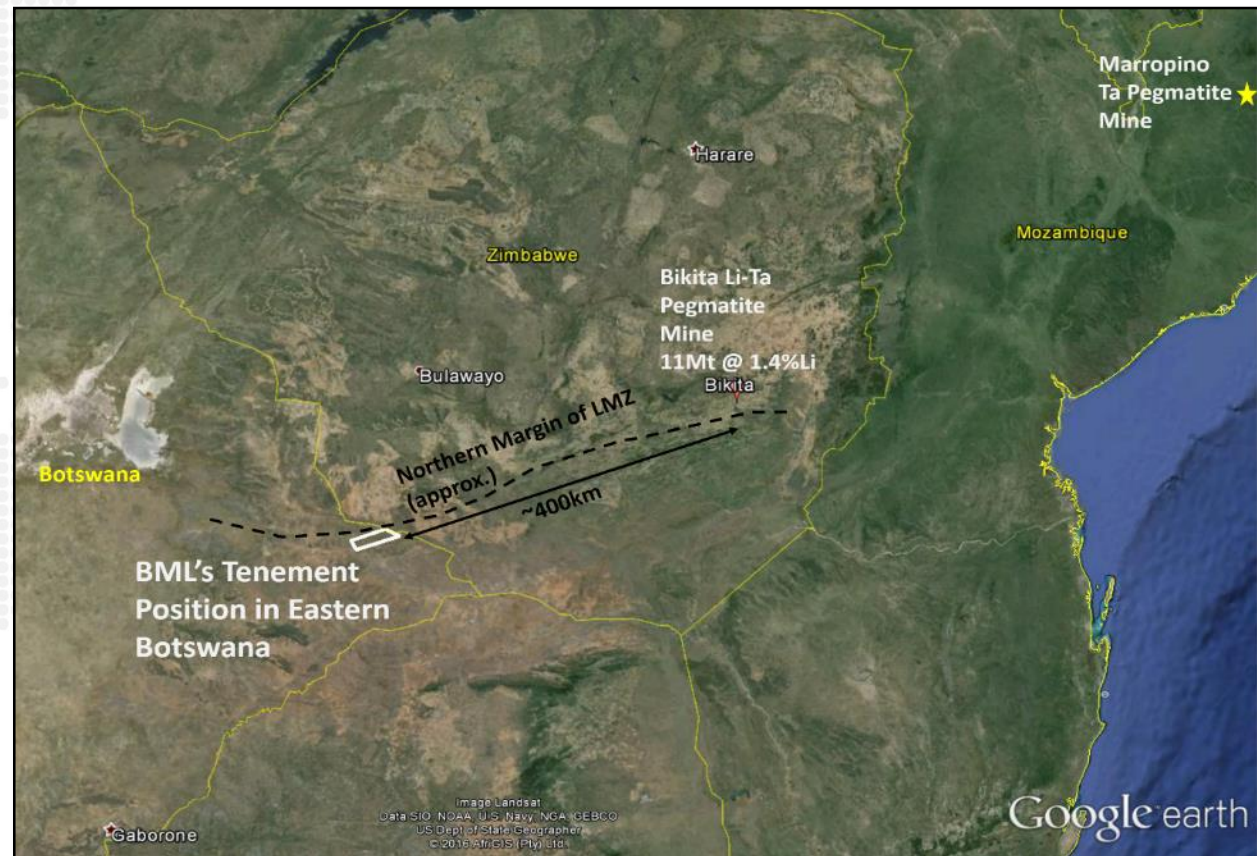 Marropino
Ta Pegmatite
Mine
Harare
Zimbabwe
Mozambique
Bikita Li-Ta
Pegmatite
Mine
11Mt @ 1.4%Li
Bikita
Bulawayo
Northern Margin of LMZ
(approx.)
~400km
Botswana
BML's Tenement
Position in Eastern
Botswana
Gaborone
Image Landsat
Data SIO, NOAA, U.S. Navy, NGA, GEBCO
US Dept of State Geographer
© 2016 AfriGIS (Pty) Ltd.
Google earth